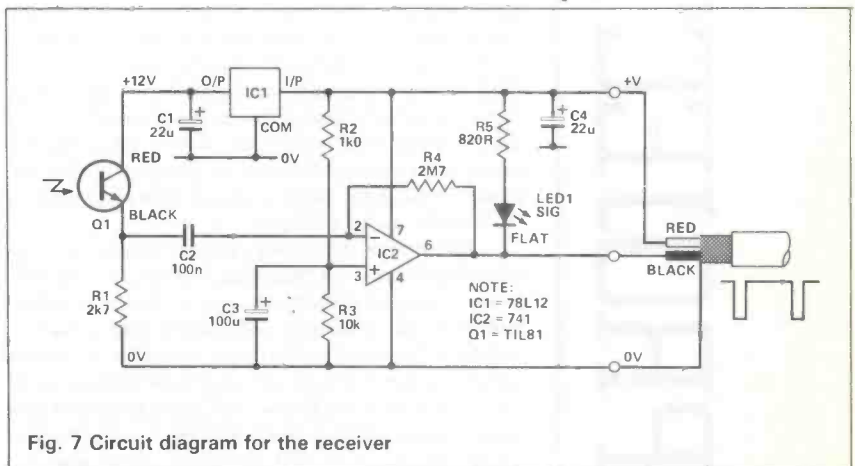 +12V
O/P
IC1
I/P
+V
C1
22u
+
COM
R2
1k0
R5
820R
+
C4
22u
RED
0V
R4
2M7
LED1
SIG
RED
Q1
BLACK
2
7
6
FLAT
BLACK
C2
100n
IC2
3
4
R1
2k7
C3
100u
+
R3
10k
NOTE:
IC1 = 78L12
IC2 = 741
Q1 = TIL81
0V
0V
Fig. 7 Circuit diagram for the receiver